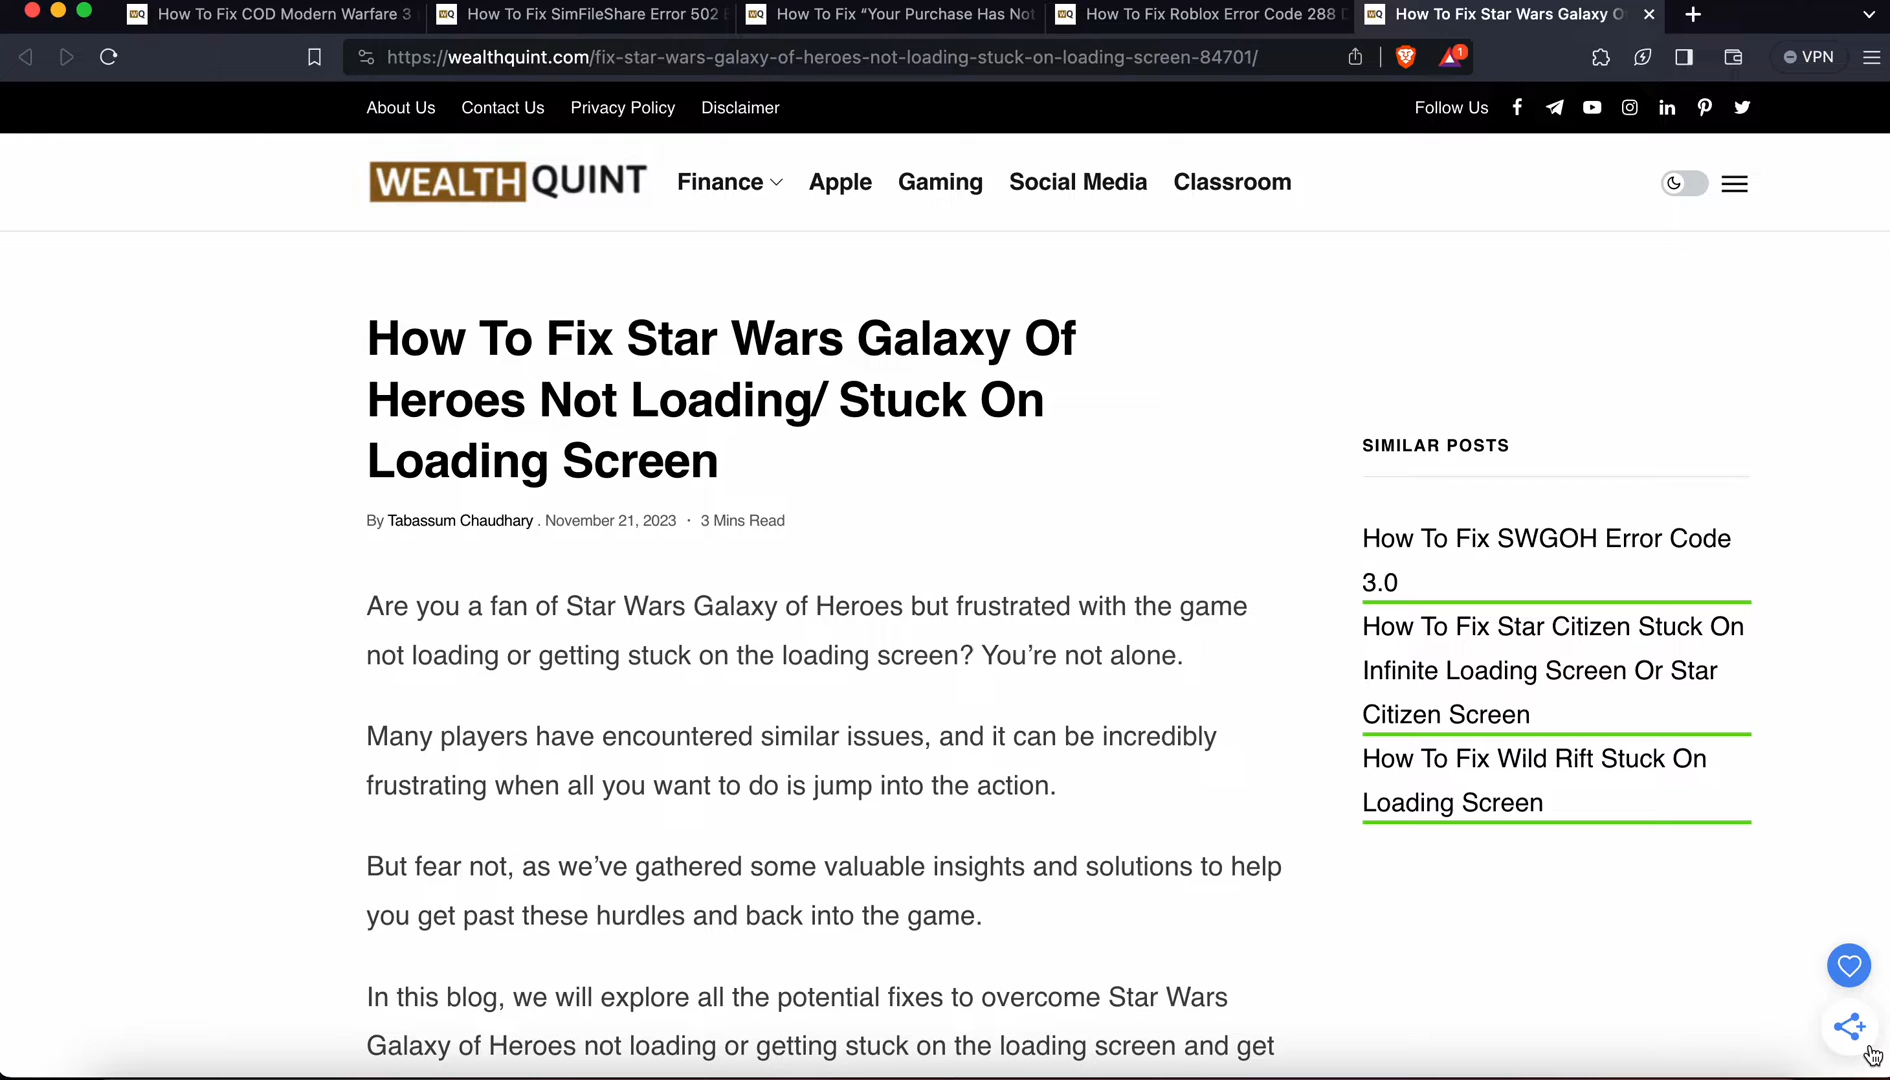 How To Fix COD Modern Warfare 3
How To Fix SimFileShare Error 502
How To Fix “Your Purchase Has Not
How To Fix Roblox Error Code 288
How To Fix Star Wars Galaxy O
https://wealthquint.com/fix-star-wars-galaxy-of-heroes-not-loading-stuck-on-loading-screen-84701/
1
VPN
About Us Contact Us Privacy Policy Disclaimer
Follow Us
WEALTH QUINT
Finance Apple Gaming Social Media Classroom
How To Fix Star Wars Galaxy Of
Heroes Not Loading/ Stuck On
Loading Screen
By Tabassum Chaudhary . November 21, 2023 · 3 Mins Read
Are you a fan of Star Wars Galaxy of Heroes but frustrated with the game
not loading or getting stuck on the loading screen? You’re not alone.
Many players have encountered similar issues, and it can be incredibly
frustrating when all you want to do is jump into the action.
But fear not, as we’ve gathered some valuable insights and solutions to help
you get past these hurdles and back into the game.
In this blog, we will explore all the potential fixes to overcome Star Wars
Galaxy of Heroes not loading or getting stuck on the loading screen and get
SIMILAR POSTS
How To Fix SWGOH Error Code
3.0
How To Fix Star Citizen Stuck On
Infinite Loading Screen Or Star
Citizen Screen
How To Fix Wild Rift Stuck On
Loading Screen